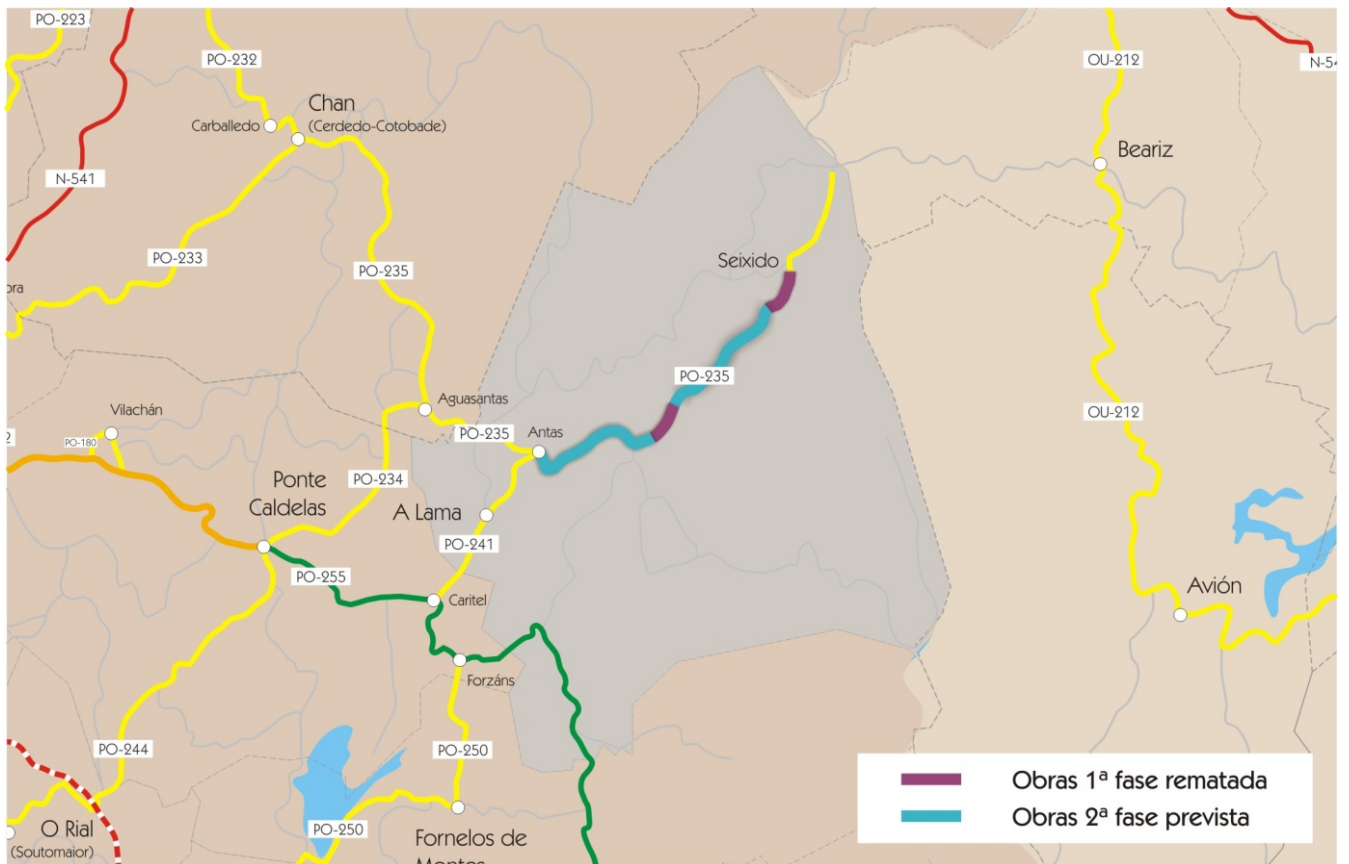 PO-223
PO-232
OU-212
Chan
(Cerdedo-Cotobade)
Carballedo
Beariz
N-541
PO-233
PO-235
Seixido
PO-235
Vilachán
PO-180
Aguasantas
PO-235
Antas
OU-212
PO-234
Ponte
Caldelas
A Lama
PO-241
PO-255
Caritel
Avión
Forzáns
PO-244
PO-250
PO-250
O Rial
(Soutomaior)
Fornelos de
Obras 1ª fase rematada
Obras 2ª fase prevista